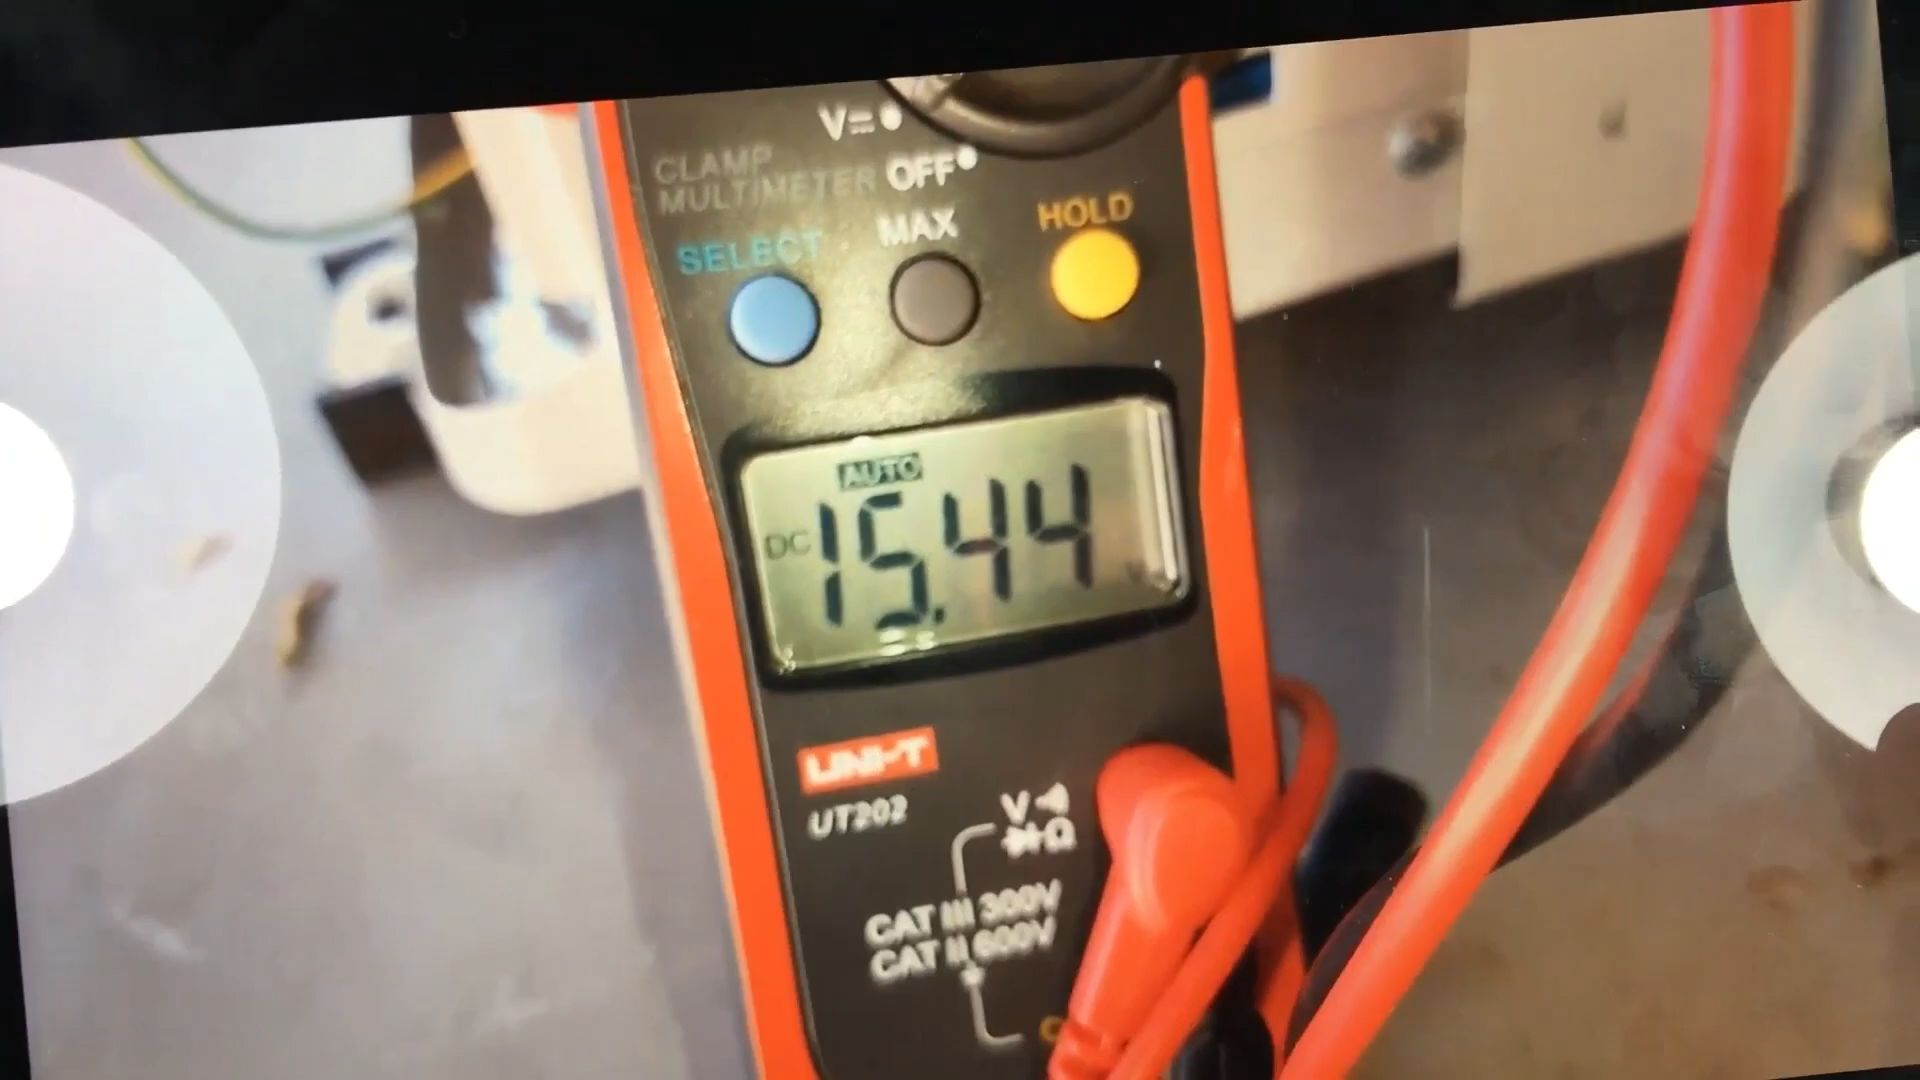 V⎓
CLAMP
MULTIMETER
OFF
SELECT
MAX
HOLD
AUTO
DC
15.44
UNI-T
UT202
V
Ω
CAT III 300V
CAT II 600V